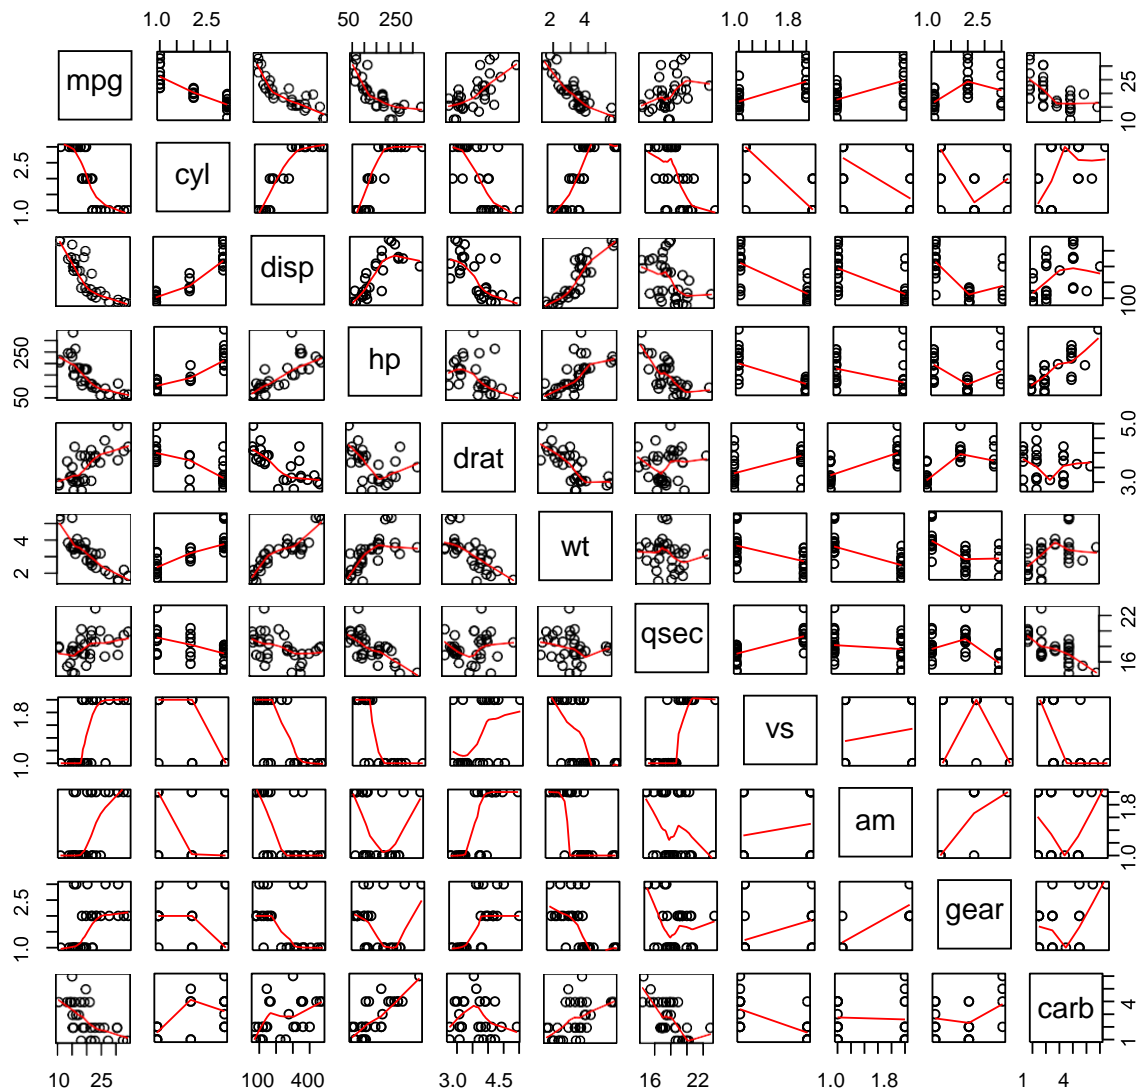 1.0 2.5 50 250 2 4 1.0 1.8 1.0 2.5
mpg 10 25
1.0 2.5 cyl
disp 100
50 250 hp
drat 3.0 5.0
2 4 wt
qsec 16 22
1.0 1.8 vs
am 1.0 1.8
1.0 2.5 gear
carb 1 4
10 25 100 400 3.0 4.5 16 22 1.0 1.8 1 4